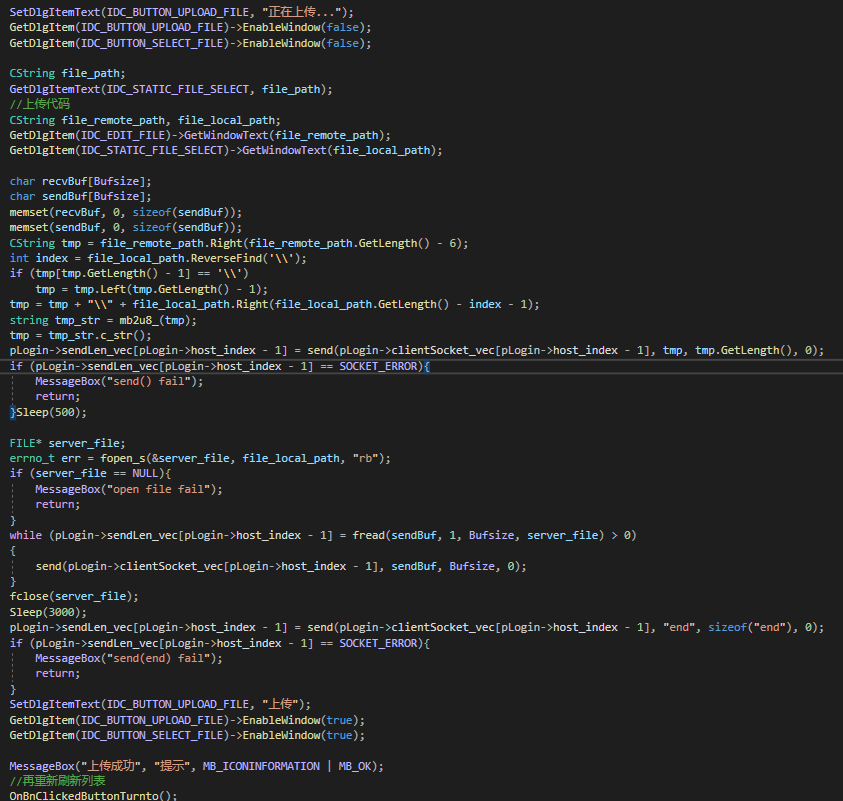 SetDlgItemText(IDC_BUTTON_UPLOAD_FILE, "正在上传...");
GetDlgItem(IDC_BUTTON_UPLOAD_FILE)->EnableWindow(false);
GetDlgItem(IDC_BUTTON_SELECT_FILE)->EnableWindow(false);
CString file_path;
GetDlgItemText(IDC_STATIC_FILE_SELECT, file_path);
//上传代码
CString file_remote_path, file_local_path;
GetDlgItem(IDC_EDIT_FILE)->GetWindowText(file_remote_path);
GetDlgItem(IDC_STATIC_FILE_SELECT)->GetWindowText(file_local_path);
char recvBuf[Bufsize];
char sendBuf[Bufsize];
memset(recvBuf, 0, sizeof(sendBuf));
memset(sendBuf, 0, sizeof(sendBuf));
CString tmp = file_remote_path.Right(file_remote_path.GetLength() - 6);
int index = file_local_path.ReverseFind('\\');
if (tmp[tmp.GetLength() - 1] == '\\')
tmp = tmp.Left(tmp.GetLength() - 1);
tmp = tmp + "\\" + file_local_path.Right(file_local_path.GetLength() - index - 1);
string tmp_str = mb2u8_(tmp);
tmp = tmp_str.c_str();
pLogin->sendLen_vec[pLogin->host_index - 1] = send(pLogin->clientSocket_vec[pLogin->host_index - 1], tmp, tmp.GetLength(), 0);
if (pLogin->sendLen_vec[pLogin->host_index - 1] == SOCKET_ERROR){
MessageBox("send() fail");
return;
}Sleep(500);
FILE* server_file;
errno_t err = fopen_s(&server_file, file_local_path, "rb");
if (server_file == NULL){
MessageBox("open file fail");
return;
}
while (pLogin->sendLen_vec[pLogin->host_index - 1] = fread(sendBuf, 1, Bufsize, server_file) > 0)
{
send(pLogin->clientSocket_vec[pLogin->host_index - 1], sendBuf, Bufsize, 0);
}
fclose(server_file);
Sleep(3000);
pLogin->sendLen_vec[pLogin->host_index - 1] = send(pLogin->clientSocket_vec[pLogin->host_index - 1], "end", sizeof("end"), 0);
if (pLogin->sendLen_vec[pLogin->host_index - 1] == SOCKET_ERROR){
MessageBox("send(end) fail");
return;
}
SetDlgItemText(IDC_BUTTON_UPLOAD_FILE, "上传");
GetDlgItem(IDC_BUTTON_UPLOAD_FILE)->EnableWindow(true);
GetDlgItem(IDC_BUTTON_SELECT_FILE)->EnableWindow(true);
MessageBox("上传成功", "提示", MB_ICONINFORMATION | MB_OK);
//再重新刷新列表
OnBnClickedButtonTurnto();